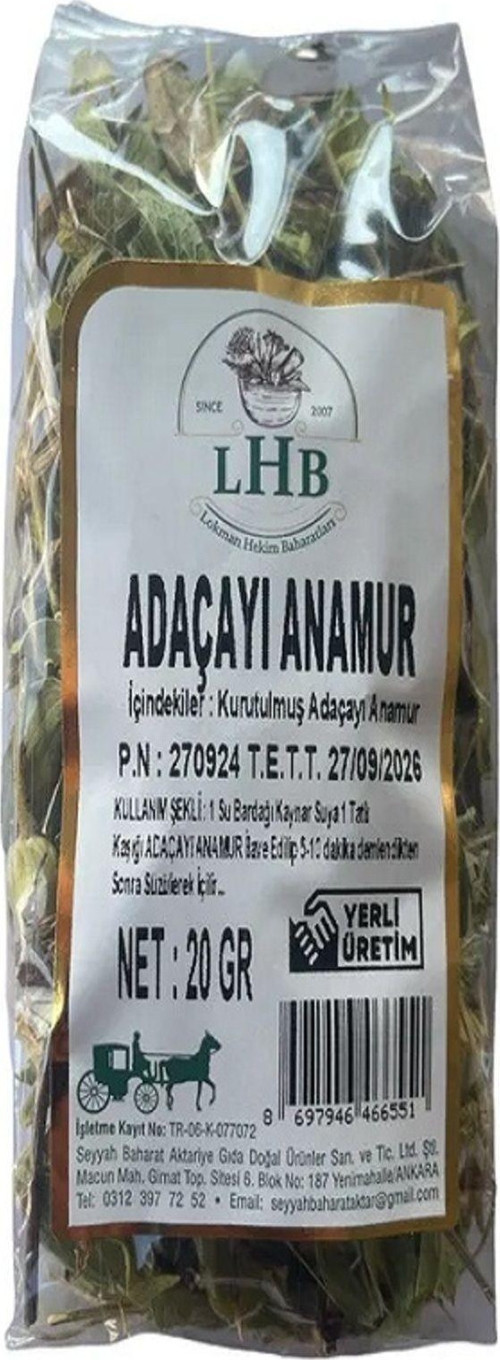 SINCE 2007
LHB
Lokman Hekim Baharatları
ADAÇAYI ANAMUR
İçindekiler : Kurutulmuş Adaçayı Anamur
P.N : 270924 T.E.T.T. 27/09/2026
KULLANIM ŞEKLİ : 1 Su Bardağı Kaynar Suya 1 Tatlı
Kaşığı ADAÇAYI ANAMUR İlave Edilip 5-10 dakika demlendikten
Sonra Süzülerek İçilir...
YERLİ
ÜRETİM
NET : 20 GR
8 697946 466551
İşletme Kayıt No: TR-06-K-077072
Seyyah Baharat Aktariye Gıda Doğal Ürünler San. ve Tic. Ltd. Şti.
Macun Mah. Gimat Top. Sitesi 6. Blok No: 187 Yenimahalle/ANKARA
Tel: 0312 397 72 52 • Email: seyyahbaharataktar@gmail.com